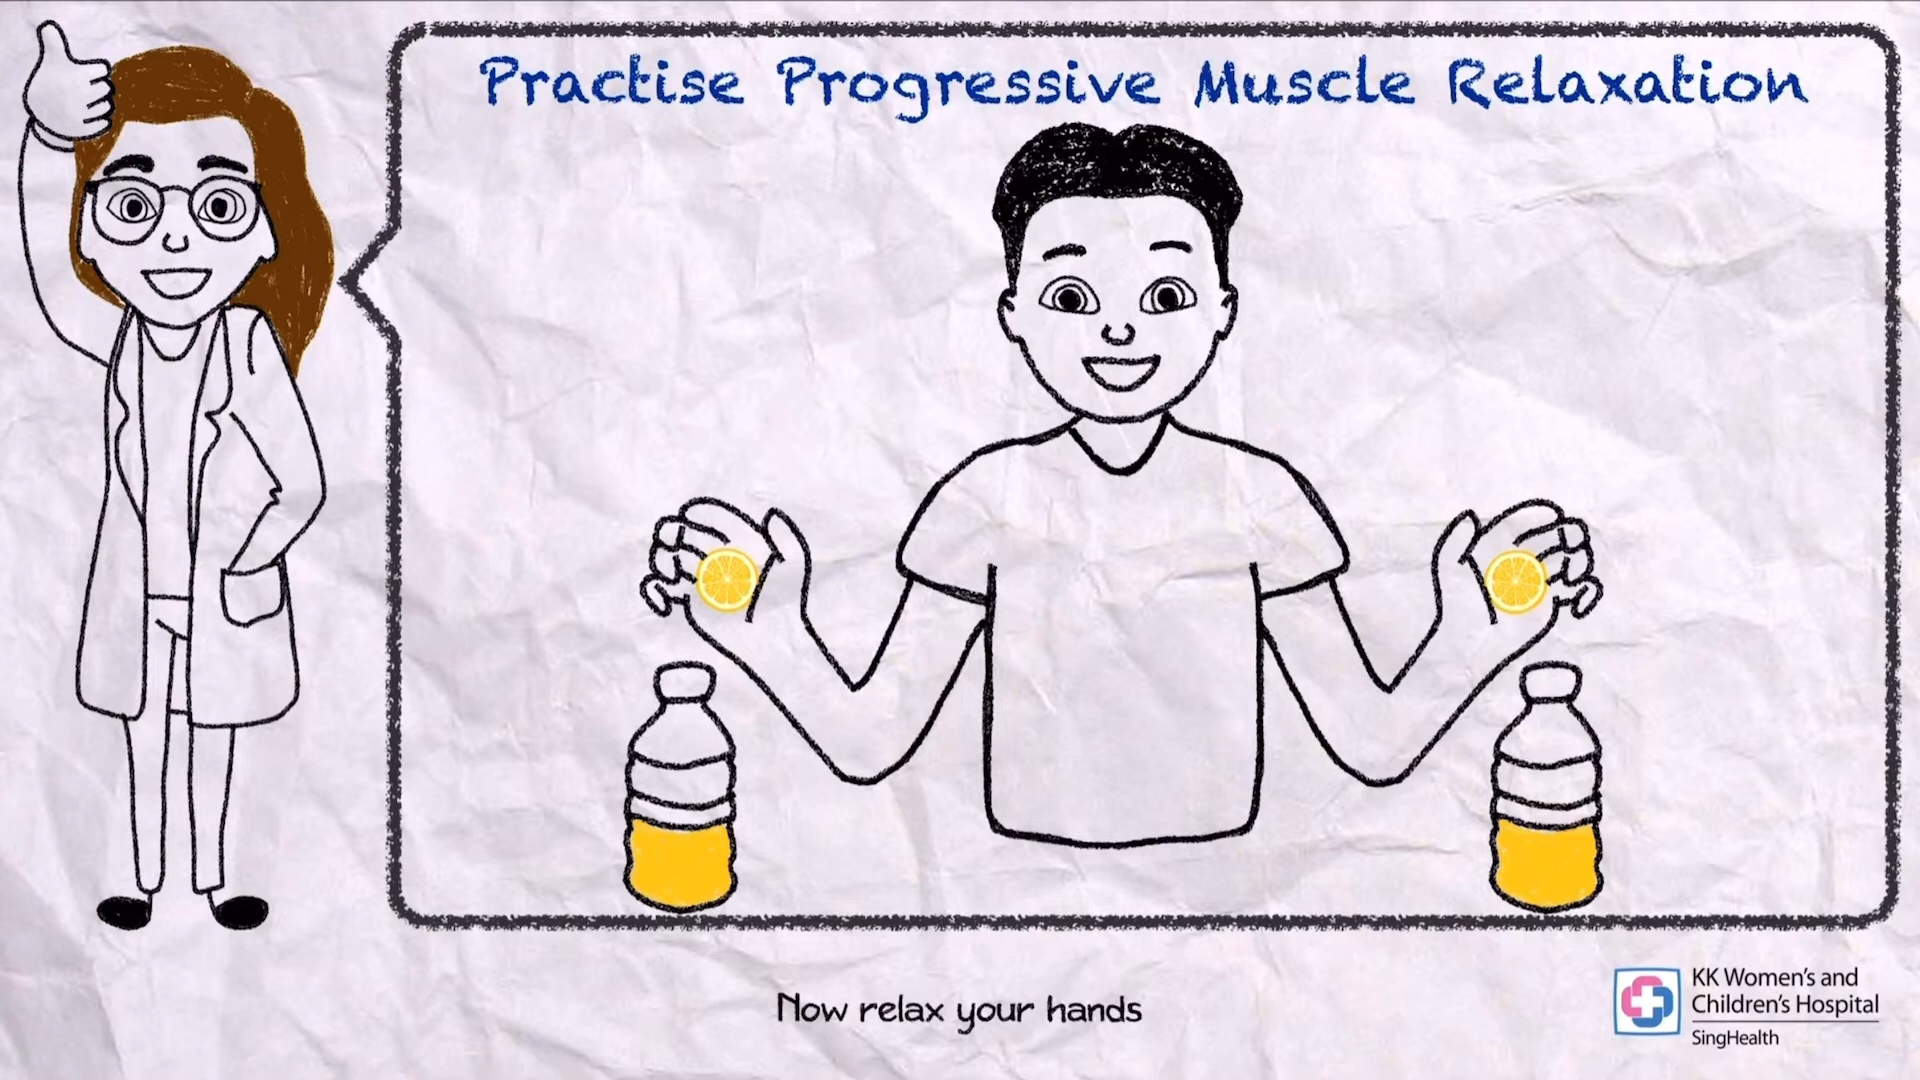 Practise Progressive Muscle Relaxation
Now relax your hands
KK Women's and
Children's Hospital
SingHealth